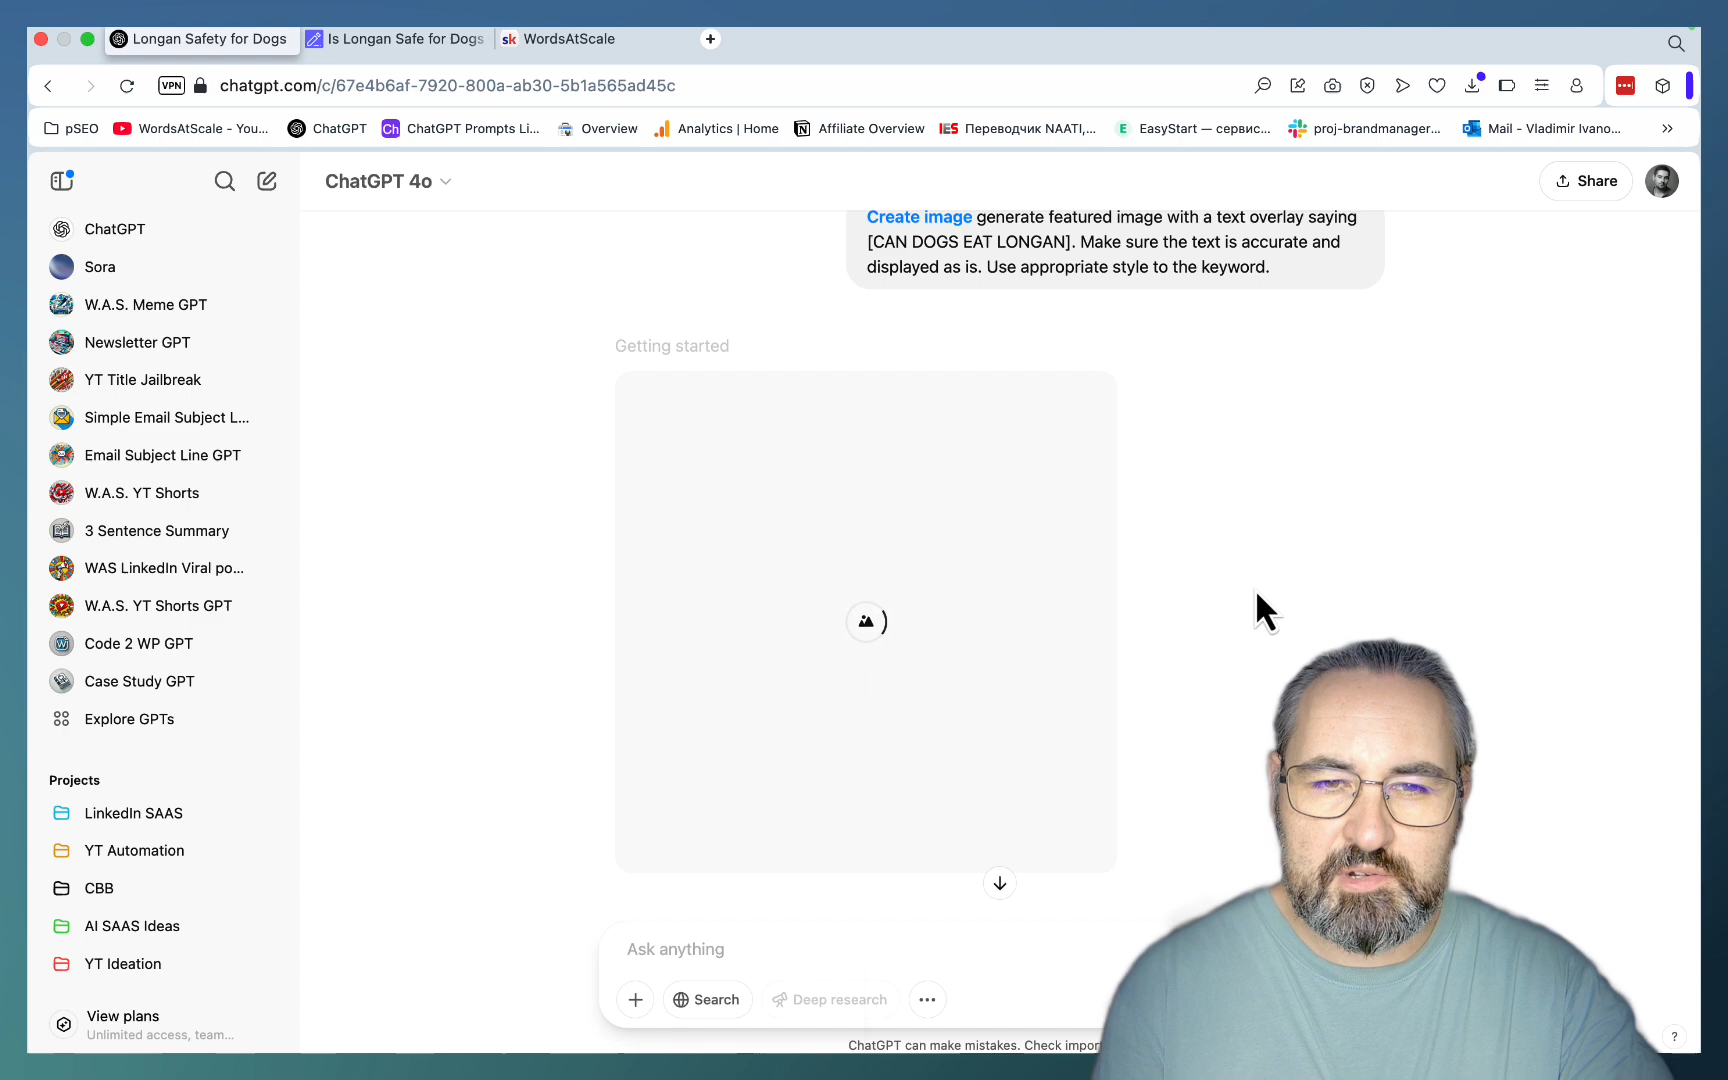 Longan Safety for Dogs
Is Longan Safe for Dogs
sk WordsAtScale
VPN chatgpt.com/c/67e4b6af-7920-800a-ab30-5b1a565ad45c
pSEO
WordsAtScale - You...
ChatGPT
Ch ChatGPT Prompts Li...
Overview
Analytics | Home
Affiliate Overview
IES Переводчик NAATI,...
E EasyStart — сервис...
proj-brandmanager...
Mail - Vladimir Ivano...
ChatGPT 4o
Share
ChatGPT
Sora
W.A.S. Meme GPT
Newsletter GPT
YT Title Jailbreak
Simple Email Subject L...
Email Subject Line GPT
W.A.S. YT Shorts
3 Sentence Summary
WAS LinkedIn Viral po...
W.A.S. YT Shorts GPT
Code 2 WP GPT
Case Study GPT
Explore GPTs
Projects
LinkedIn SAAS
YT Automation
CBB
AI SAAS Ideas
YT Ideation
View plans
Unlimited access, team...
Create image generate featured image with a text overlay saying
[CAN DOGS EAT LONGAN]. Make sure the text is accurate and
displayed as is. Use appropriate style to the keyword.
Getting started
Ask anything
Search
Deep research
ChatGPT can make mistakes. Check impor
?